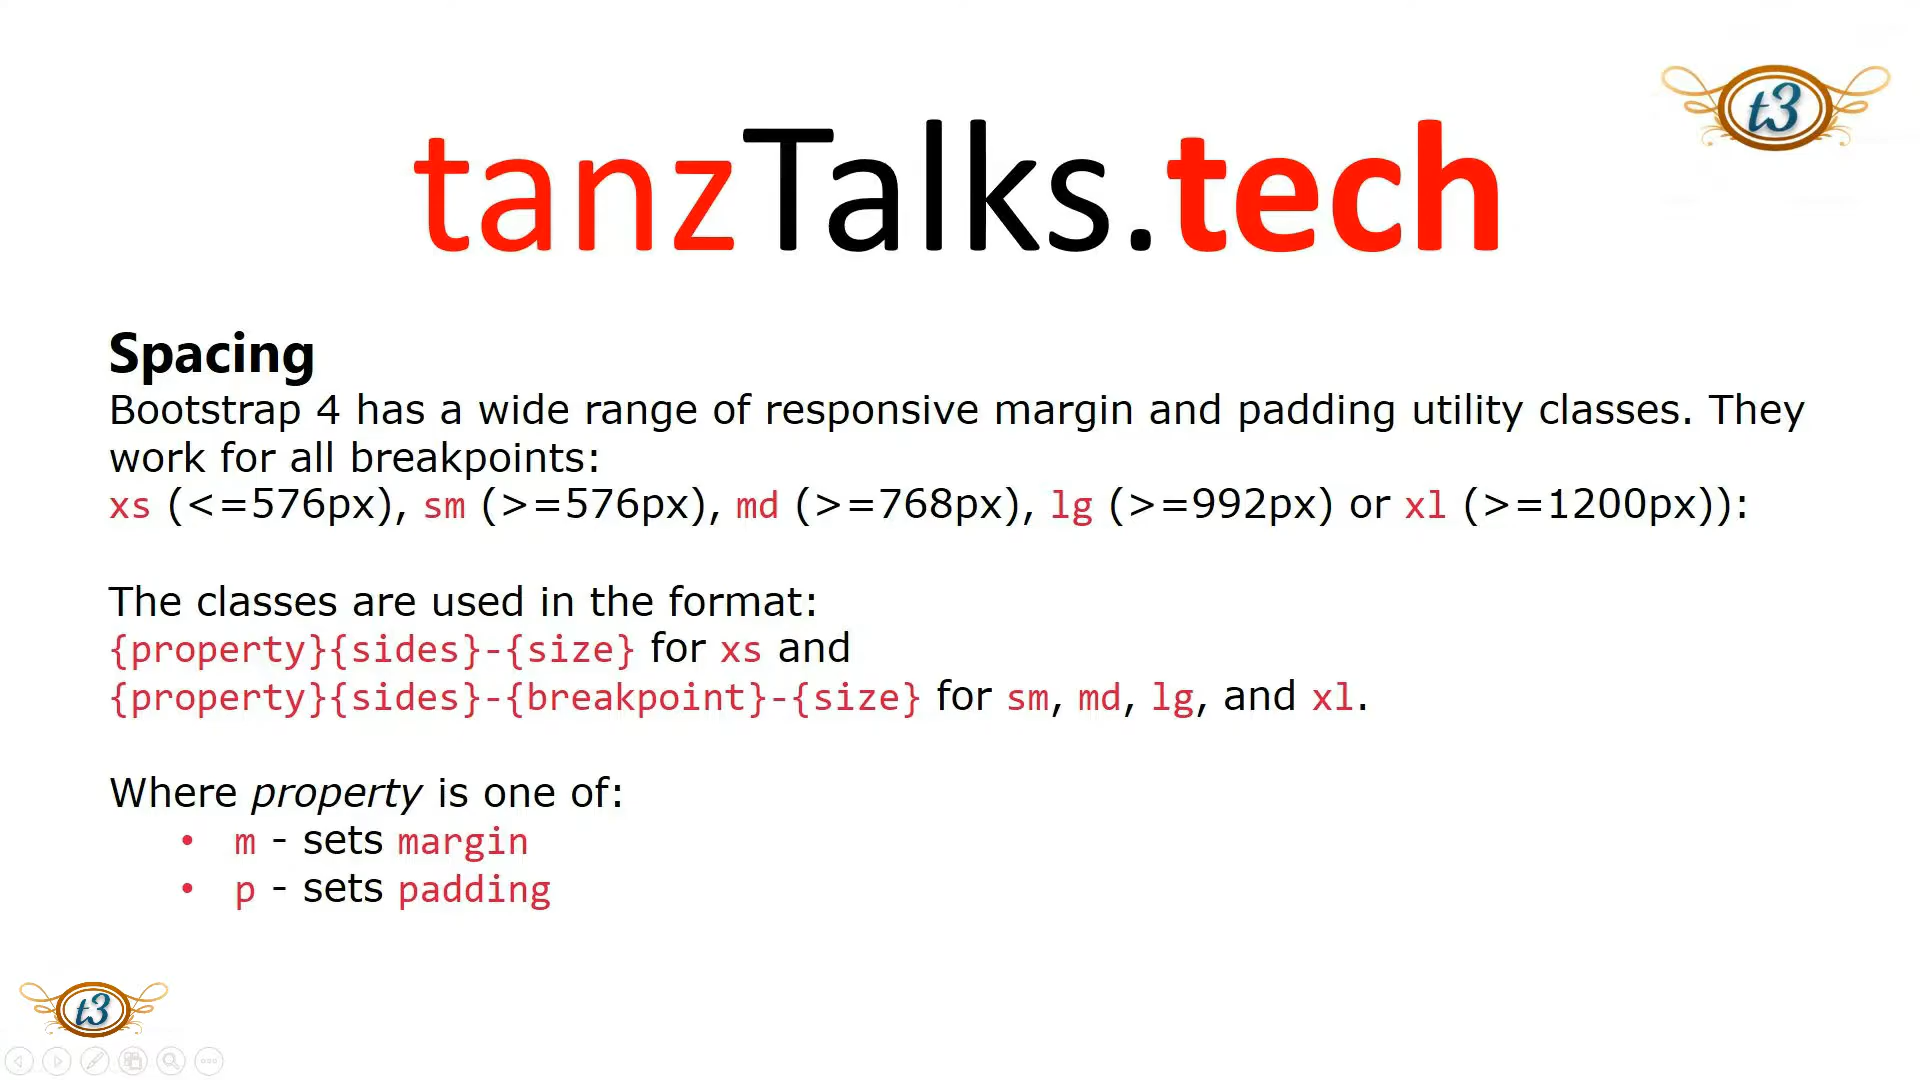 t3
tanzTalks.tech
Spacing
Bootstrap 4 has a wide range of responsive margin and padding utility classes. They
work for all breakpoints:
xs (<=576px), sm (>=576px), md (>=768px), lg (>=992px) or xl (>=1200px)):
The classes are used in the format:
{property}{sides}-{size} for xs and
{property}{sides}-{breakpoint}-{size} for sm, md, lg, and xl.
Where property is one of:
• m - sets margin
• p - sets padding
t3